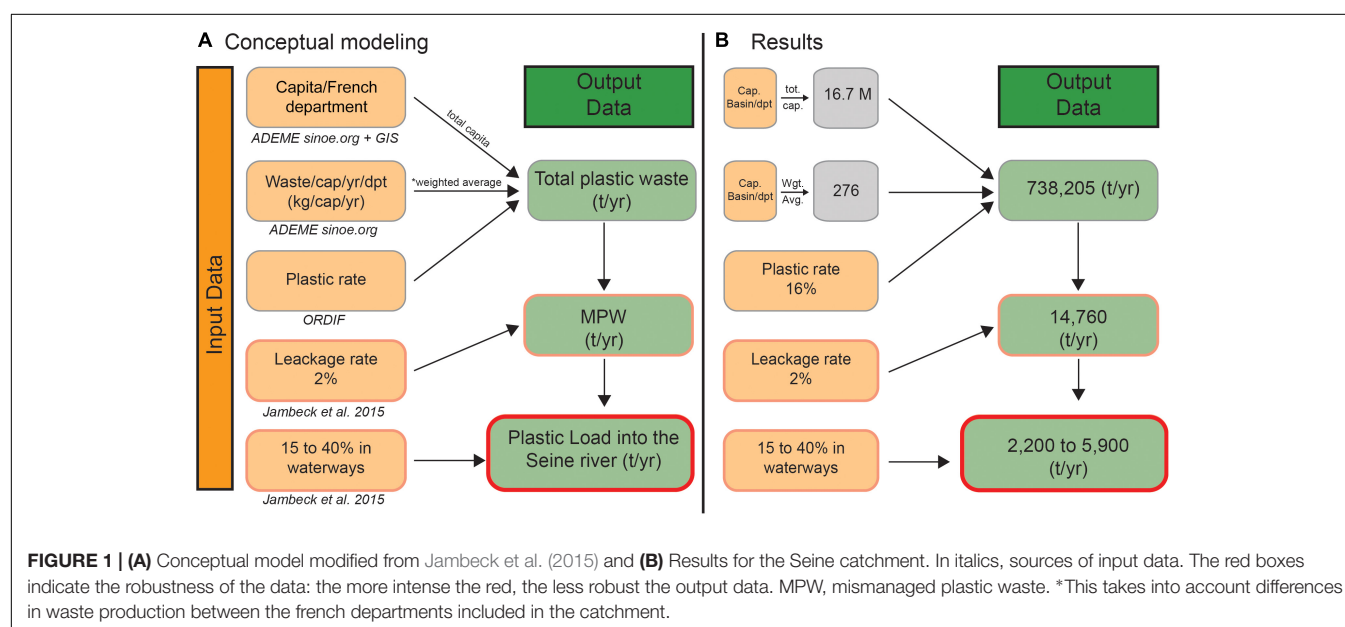 A Conceptual modeling
Input Data
Capita/French
department
ADEME sinoe.org + GIS
total capita
Waste/cap/yr/dpt
(kg/cap/yr)
ADEME sinoe.org
*weighted average
Plastic rate
ORDIF
Leackage rate
2%
Jambeck et al. 2015
15 to 40% in
waterways
Jambeck et al. 2015
Output
Data
Total plastic waste
(t/yr)
MPW
(t/yr)
Plastic Load into the
Seine river (t/yr)
B Results
Cap.
Basin/dpt
tot.
cap.
16.7 M
Cap.
Basin/dpt
Wgt.
Avg.
276
Plastic rate
16%
Leackage rate
2%
15 to 40% in
waterways
Output
Data
738,205 (t/yr)
14,760
(t/yr)
2,200 to 5,900
(t/yr)
FIGURE 1 | (A) Conceptual model modified from Jambeck et al. (2015) and (B) Results for the Seine catchment. In italics, sources of input data. The red boxes
indicate the robustness of the data: the more intense the red, the less robust the output data. MPW, mismanaged plastic waste. *This takes into account differences
in waste production between the french departments included in the catchment.